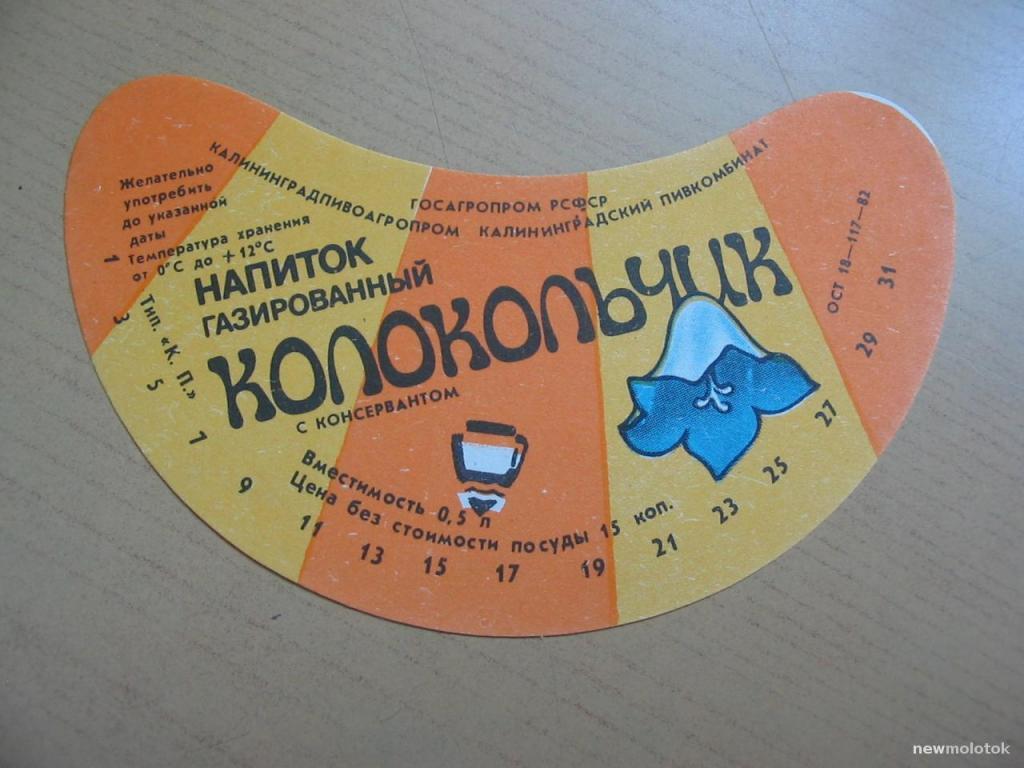 ГОСАГРОПРОМ РСФСР
КАЛИНИНГРАДПИВОАГРОПРОМ КАЛИНИНГРАДСКИЙ ПИВКОМБИНАТ
Желательно
употребить
до указанной
даты
Температура хранения
от 0°С до +12°С
НАПИТОК
ГАЗИРОВАННЫЙ
КОЛОКОЛЬЧИК
С КОНСЕРВАНТОМ
Тип. «К. П.»
Вместимость 0,5 л
Цена без стоимости посуды 15 коп.
ОСТ 18—117—82
1 3 5 7 9 11 13 15 17 19 21 23 25 27 29 31
newmolotok